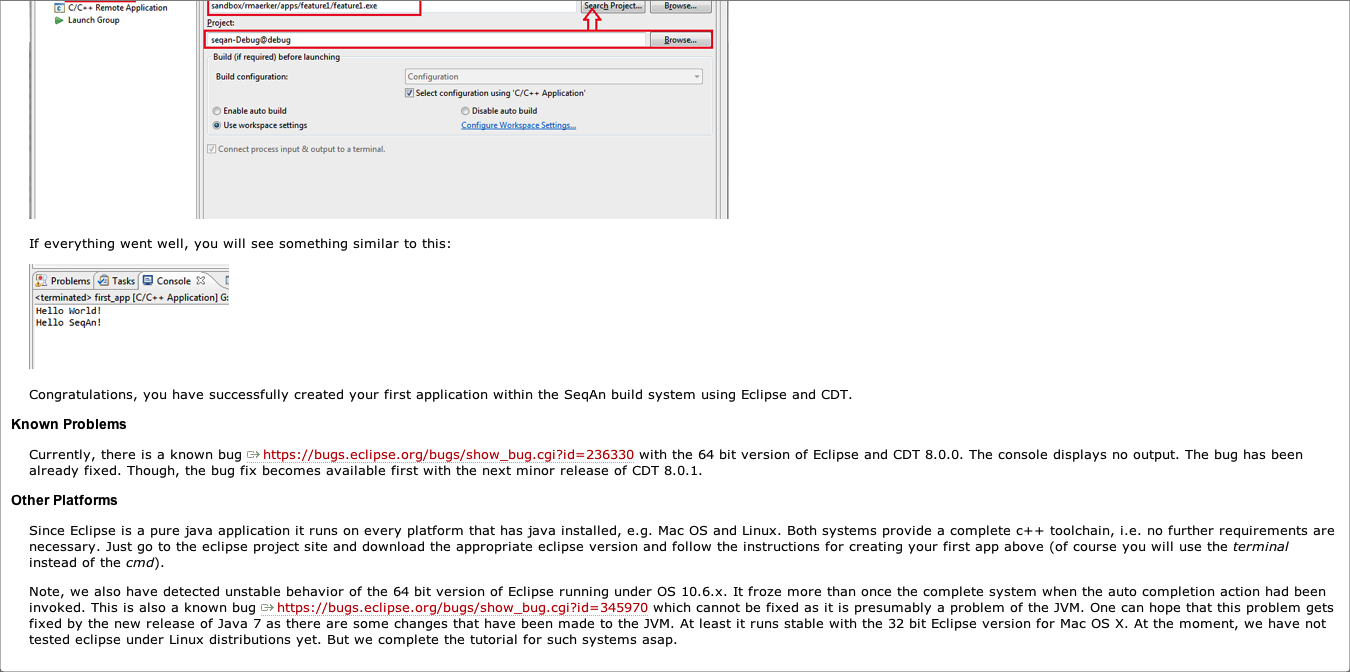 C/C++ Remote Application
Launch Group
sandbox/rmaerker/apps/feature1/feature1.exe
Search Project...
Browse...
Project:
seqan-Debug@debug
Browse...
Build (if required) before launching
Build configuration:
Configuration
Select configuration using 'C/C++ Application'
Enable auto build
Disable auto build
Use workspace settings
Configure Workspace Settings...
Connect process input & output to a terminal.
If everything went well, you will see something similar to this:
Problems Tasks Console
<terminated> first_app [C/C++ Application] G:
Hello World!
Hello SeqAn!
Congratulations, you have successfully created your first application within the SeqAn build system using Eclipse and CDT.
Known Problems
Currently, there is a known bug https://bugs.eclipse.org/bugs/show_bug.cgi?id=236330 with the 64 bit version of Eclipse and CDT 8.0.0. The console displays no output. The bug has been
already fixed. Though, the bug fix becomes available first with the next minor release of CDT 8.0.1.
Other Platforms
Since Eclipse is a pure java application it runs on every platform that has java installed, e.g. Mac OS and Linux. Both systems provide a complete c++ toolchain, i.e. no further requirements are
necessary. Just go to the eclipse project site and download the appropriate eclipse version and follow the instructions for creating your first app above (of course you will use the terminal
instead of the cmd).
Note, we also have detected unstable behavior of the 64 bit version of Eclipse running under OS 10.6.x. It froze more than once the complete system when the auto completion action had been
invoked. This is also a known bug https://bugs.eclipse.org/bugs/show_bug.cgi?id=345970 which cannot be fixed as it is presumably a problem of the JVM. One can hope that this problem gets
fixed by the new release of Java 7 as there are some changes that have been made to the JVM. At least it runs stable with the 32 bit Eclipse version for Mac OS X. At the moment, we have not
tested eclipse under Linux distributions yet. But we complete the tutorial for such systems asap.